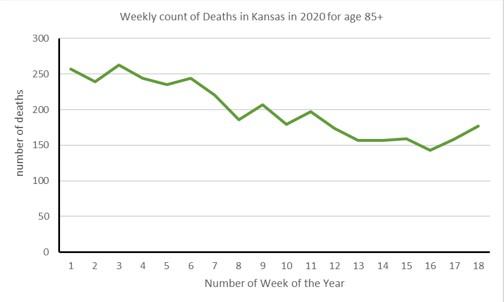 Weekly count of Deaths in Kansas in 2020 for age 85+
number of deaths
300
250
200
150
100
50
0
1 2 3 4 5 6 7 8 9 10 11 12 13 14 15 16 17 18
Number of Week of the Year